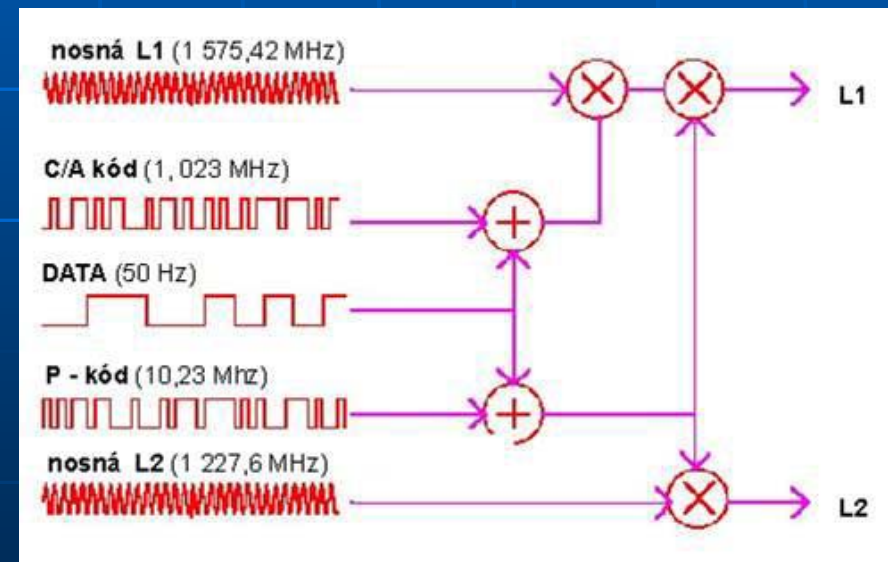 nosná L1 (1 575,42 MHz)
L1
C/A kód (1, 023 MHz)
DATA (50 Hz)
P - kód (10,23 Mhz)
nosná L2 (1 227,6 MHz)
L2